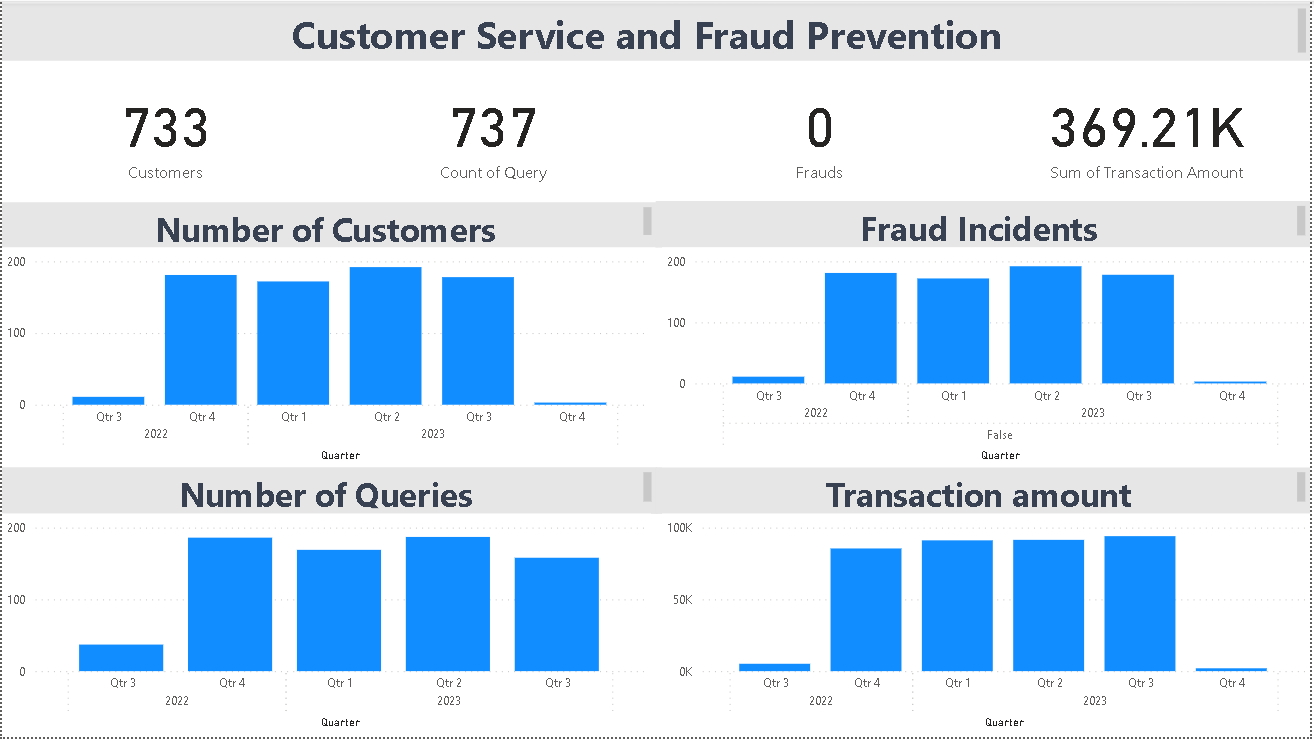 Customer Service and Fraud Prevention
733
Customers
737
Count of Query
0
Frauds
369.21K
Sum of Transaction Amount
Number of Customers
200
100
0
Qtr 3 Qtr 4 Qtr 1 Qtr 2 Qtr 3 Qtr 4
2022 2023
Quarter
Fraud Incidents
200
100
0
Qtr 3 Qtr 4 Qtr 1 Qtr 2 Qtr 3 Qtr 4
2022 2023
False
Quarter
Number of Queries
200
100
0
Qtr 3 Qtr 4 Qtr 1 Qtr 2 Qtr 3
2022 2023
Quarter
Transaction amount
100K
50K
0K
Qtr 3 Qtr 4 Qtr 1 Qtr 2 Qtr 3 Qtr 4
2022 2023
Quarter